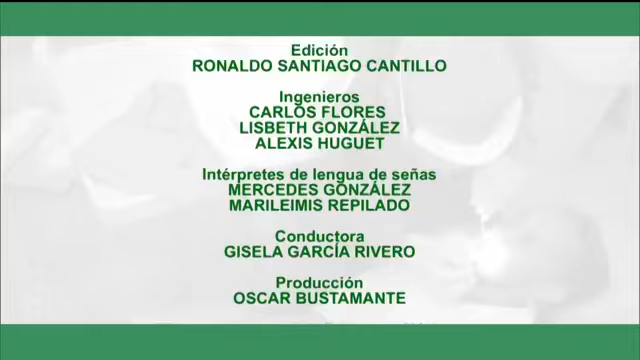 Edición
RONALDO SANTIAGO CANTILLO
Ingenieros
CARLOS FLORES
LISBETH GONZÁLEZ
ALEXIS HUGUET
Intérpretes de lengua de señas
MERCEDES GONZÁLEZ
MARILEIMIS REPILADO
Conductora
GISELA GARCÍA RIVERO
Producción
OSCAR BUSTAMANTE